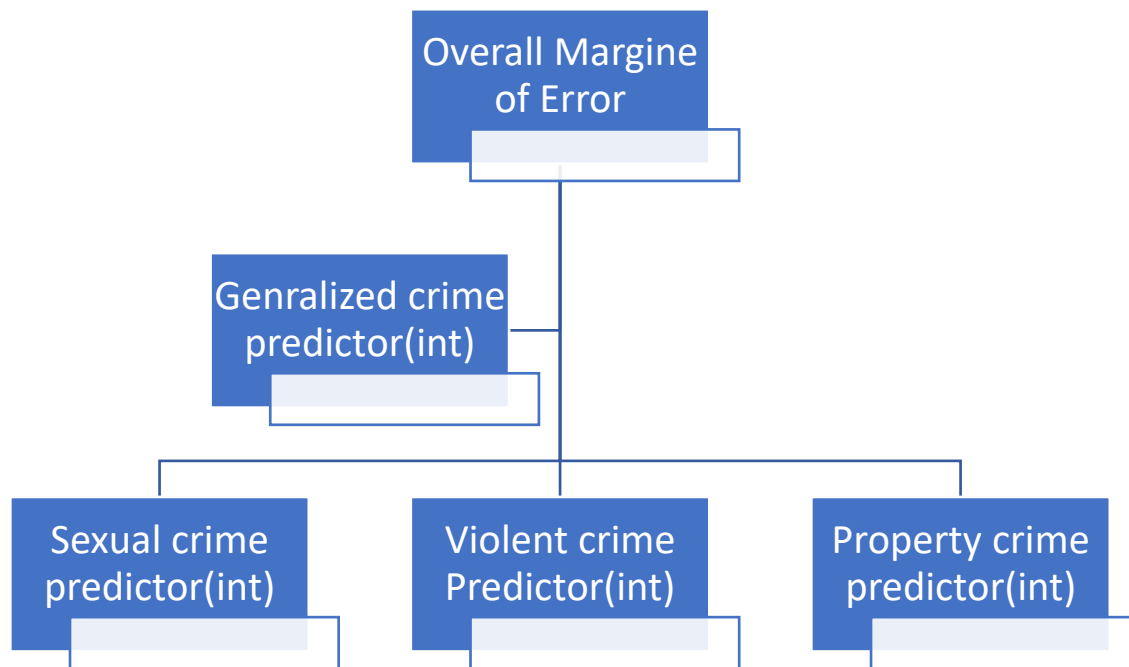 Overall Margine
of Error
Genralized crime
predictor(int)
Sexual crime
predictor(int)
Violent crime
Predictor(int)
Property crime
predictor(int)